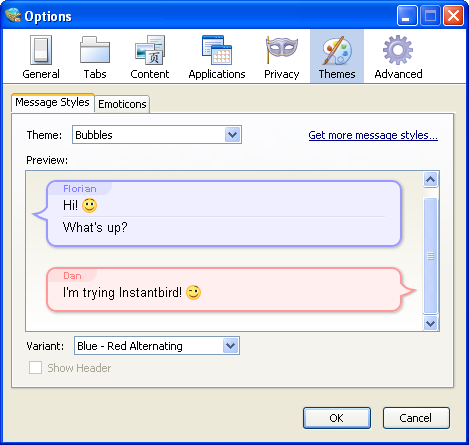 Options
General Tabs Content Applications Privacy Themes Advanced
Message Styles Emoticons
Theme: Bubbles Get more message styles...
Preview:
Florian
Hi!
What's up?
Dan
I'm trying Instantbird!
Variant: Blue - Red Alternating
Show Header
OK Cancel